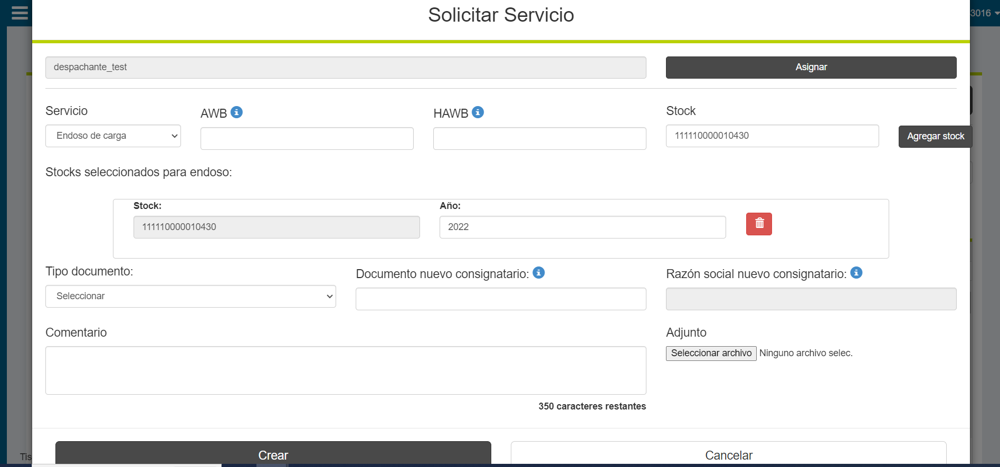 Solicitar Servicio
3016
despachante_test
Asignar
Servicio
AWB
HAWB
Stock
Endoso de carga
111110000010430
Agregar stock
Stocks seleccionados para endoso:
Stock:
Año:
111110000010430
2022
Tipo documento:
Documento nuevo consignatario:
Razón social nuevo consignatario:
Seleccionar
Comentario
Adjunto
Seleccionar archivo Ninguno archivo selec.
350 caracteres restantes
Crear
Cancelar
Tis